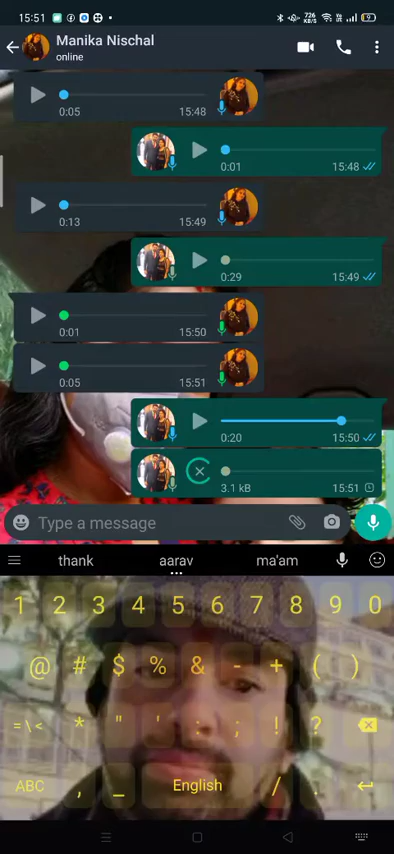 15:51 726 KB/S
Manika Nischal
online
0:05 15:48
0:01 15:48
0:13 15:49
0:29 15:49
0:01 15:50
0:05 15:51
0:20 15:50
3.1 kB 15:51
Type a message
thank aarav ma'am
1 2 3 4 5 6 7 8 9 0
@ # $ % & - + ( )
=\< * " ' : ; ! ?
ABC , _ English / .